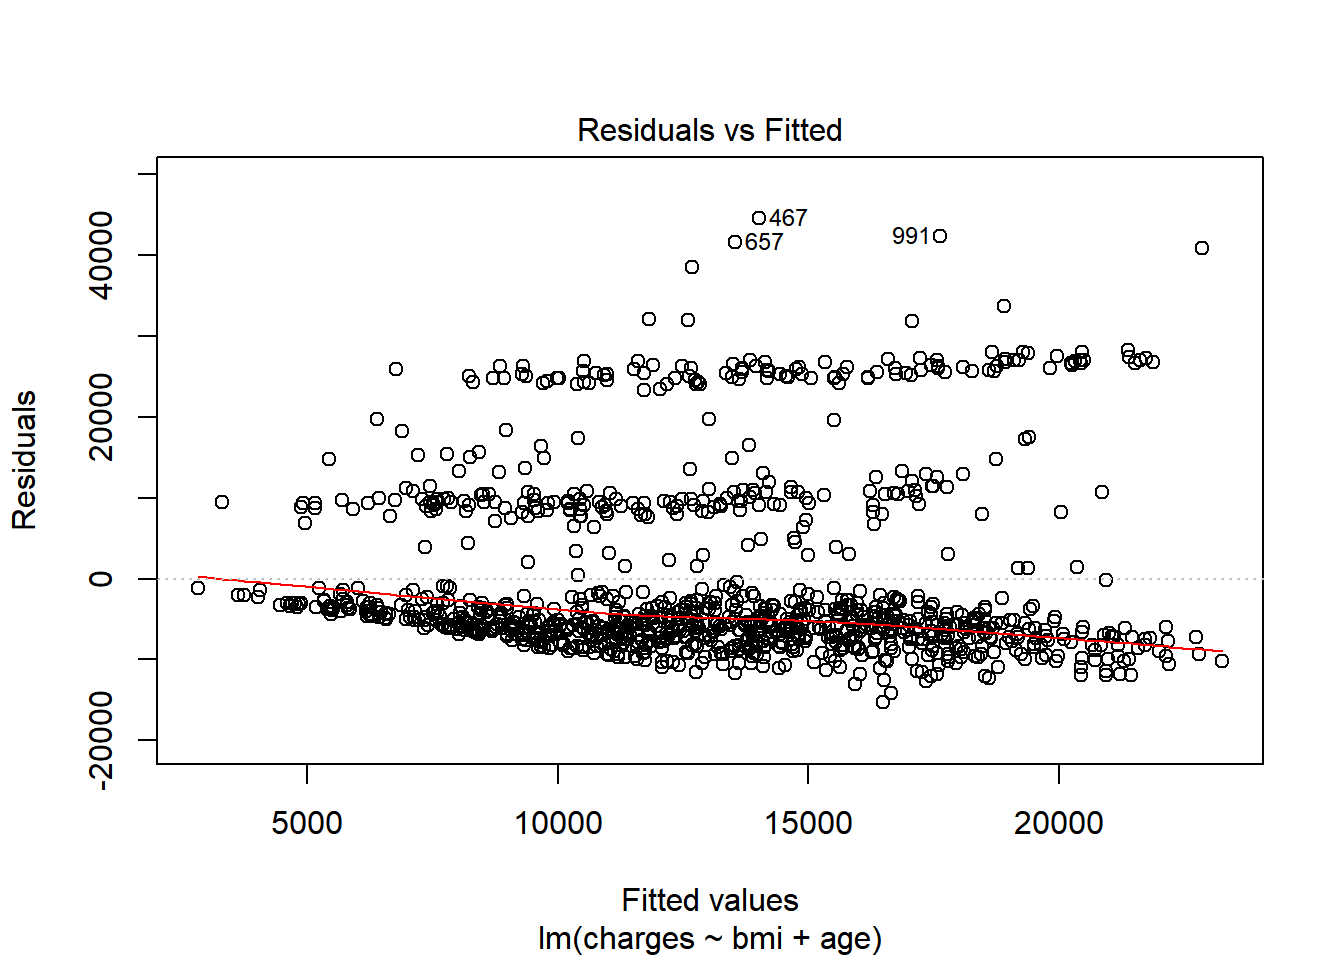 Residuals vs Fitted
467
657
991
Residuals
40000
20000
0
-20000
5000 10000 15000 20000
Fitted values
lm(charges ~ bmi + age)